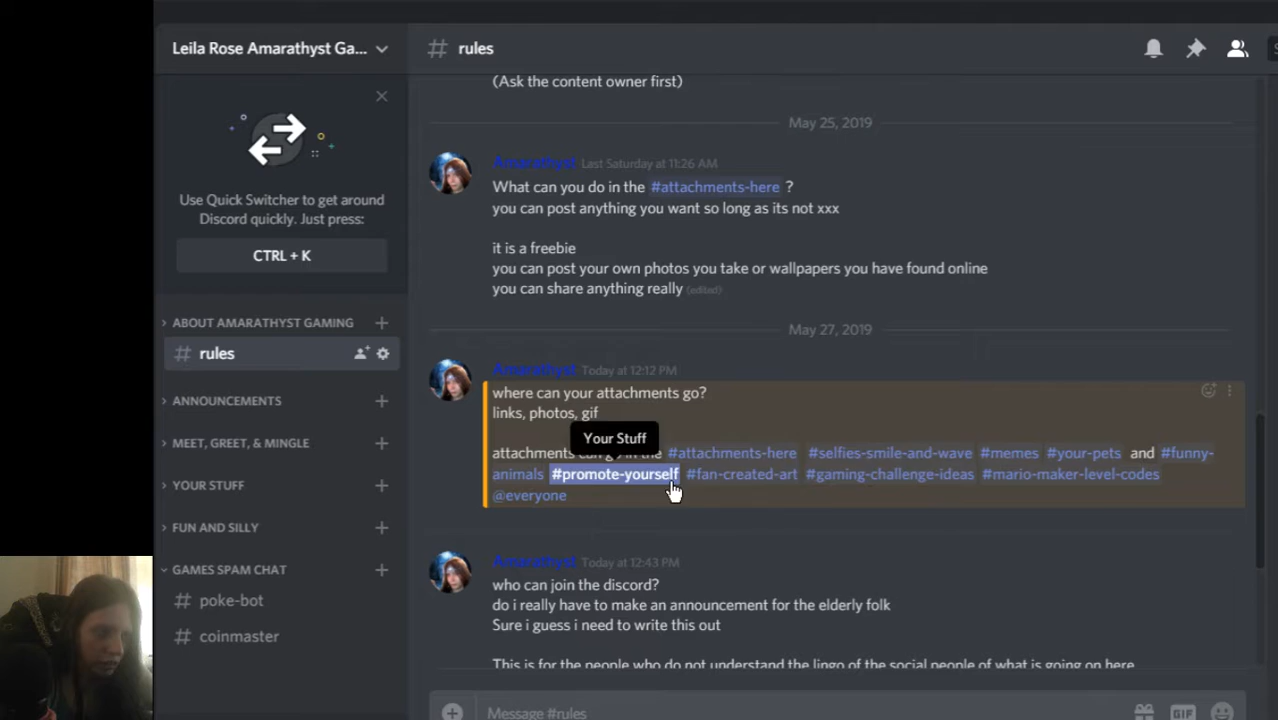 Leila Rose Amarathyst Ga...
Use Quick Switcher to get around
Discord quickly. Just press:
CTRL + K
ABOUT AMARATHYST GAMING
# rules
ANNOUNCEMENTS
MEET, GREET, & MINGLE
YOUR STUFF
FUN AND SILLY
GAMES SPAM CHAT
# poke-bot
# coinmaster
# rules
(Ask the content owner first)
May 25, 2019
Amarathyst Last Saturday at 11:26 AM
What can you do in the #attachments-here ?
you can post anything you want so long as its not xxx
it is a freebie
you can post your own photos you take or wallpapers you have found online
you can share anything really (edited)
May 27, 2019
Amarathyst Today at 12:12 PM
where can your attachments go?
links, photos, gif
Your Stuff
attachments can go in the #attachments-here #selfies-smile-and-wave #memes #your-pets and #funny-
animals #promote-yourself #fan-created-art #gaming-challenge-ideas #mario-maker-level-codes
@everyone
Amarathyst Today at 12:43 PM
who can join the discord?
do i really have to make an announcement for the elderly folk
Sure i guess i need to write this out
This is for the people who do not understand the lingo of the social people of what is going on here
Message #rules
GIF